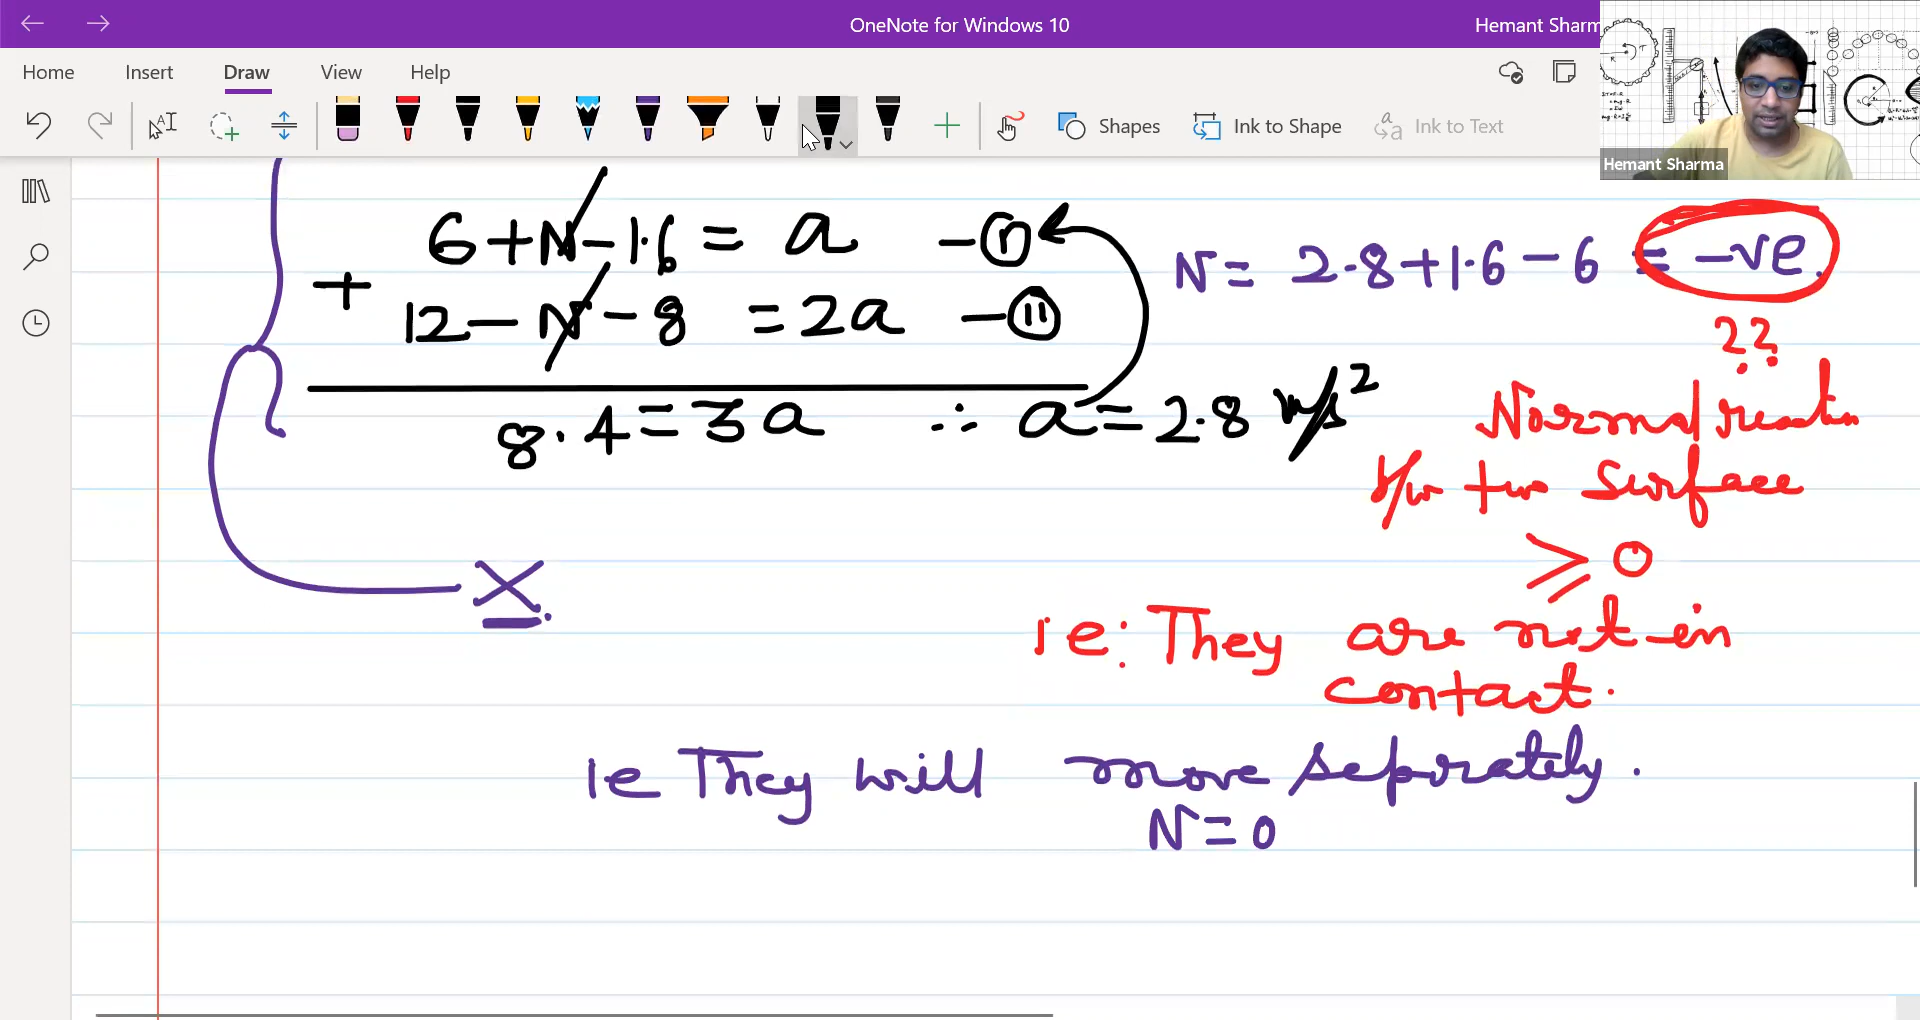 OneNote for Windows 10
Hemant Sharm
Home Insert Draw View Help
Shapes Ink to Shape Ink to Text
Hemant Sharma
6+N-1.6 = a -(i)
+
12-N-8 = 2a -(ii)
8.4 = 3a ∴ a = 2.8 m/s²
N = 2.8+1.6-6 = -ve.
??
Normal reaction
b/w two surface
≥ 0
ie: They are not in
contact.
X.
ie They will move seprately.
N=0